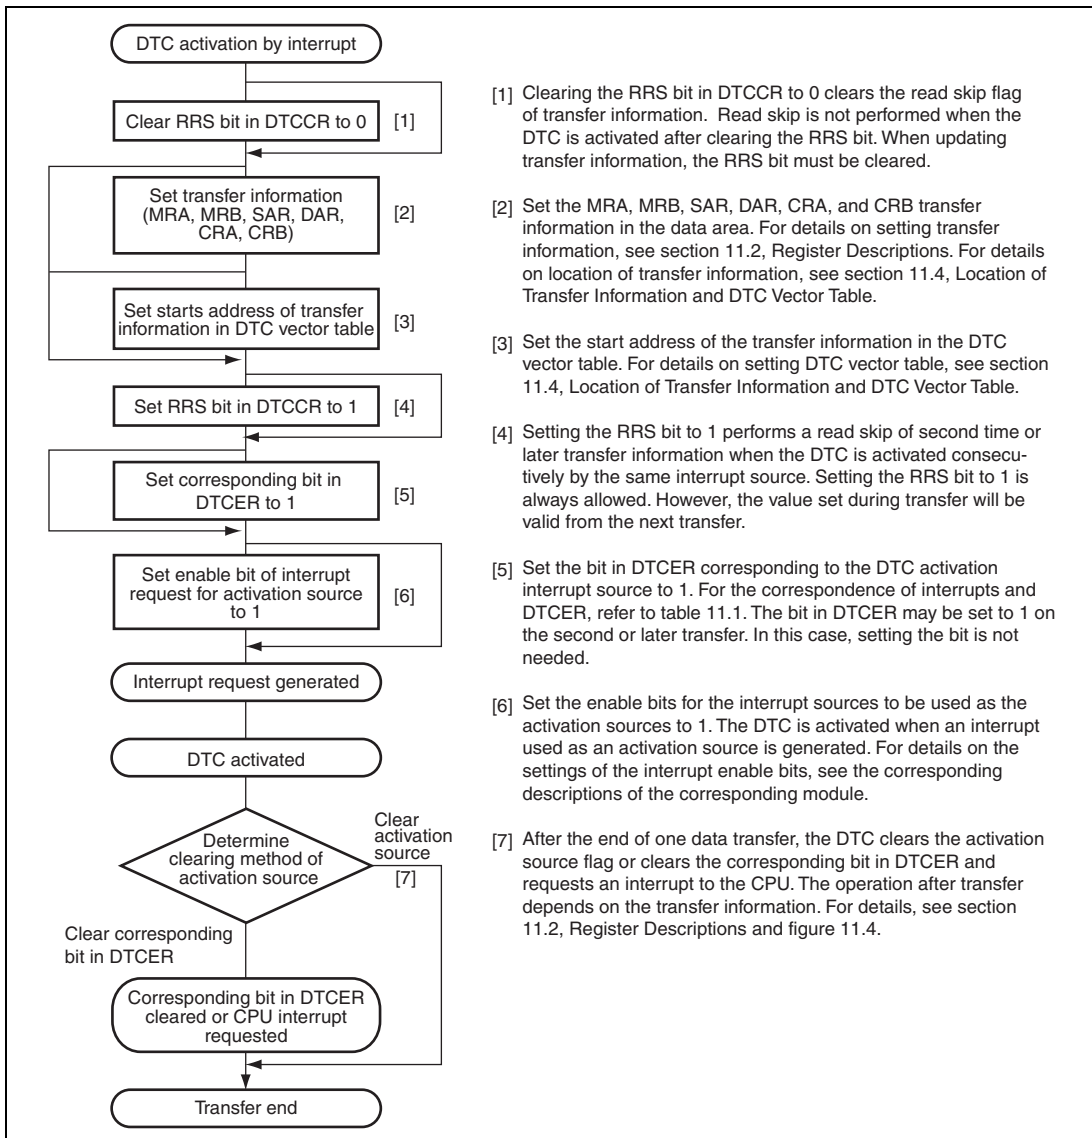 DTC activation by interrupt
Clear RRS bit in DTCCR to 0
[1]
Set transfer information
(MRA, MRB, SAR, DAR,
CRA, CRB)
[2]
Set starts address of transfer
information in DTC vector table
[3]
Set RRS bit in DTCCR to 1
[4]
Set corresponding bit in
DTCER to 1
[5]
Set enable bit of interrupt
request for activation source
to 1
[6]
Interrupt request generated
DTC activated
Determine
clearing method of
activation source
Clear
activation
source
[7]
Clear corresponding
bit in DTCER
Corresponding bit in DTCER
cleared or CPU interrupt
requested
Transfer end
[1] Clearing the RRS bit in DTCCR to 0 clears the read skip flag
of transfer information. Read skip is not performed when the
DTC is activated after clearing the RRS bit. When updating
transfer information, the RRS bit must be cleared.
[2] Set the MRA, MRB, SAR, DAR, CRA, and CRB transfer
information in the data area. For details on setting transfer
information, see section 11.2, Register Descriptions. For details
on location of transfer information, see section 11.4, Location of
Transfer Information and DTC Vector Table.
[3] Set the start address of the transfer information in the DTC
vector table. For details on setting DTC vector table, see section
11.4, Location of Transfer Information and DTC Vector Table.
[4] Setting the RRS bit to 1 performs a read skip of second time or
later transfer information when the DTC is activated consecu-
tively by the same interrupt source. Setting the RRS bit to 1 is
always allowed. However, the value set during transfer will be
valid from the next transfer.
[5] Set the bit in DTCER corresponding to the DTC activation
interrupt source to 1. For the correspondence of interrupts and
DTCER, refer to table 11.1. The bit in DTCER may be set to 1 on
the second or later transfer. In this case, setting the bit is not
needed.
[6] Set the enable bits for the interrupt sources to be used as the
activation sources to 1. The DTC is activated when an interrupt
used as an activation source is generated. For details on the
settings of the interrupt enable bits, see the corresponding
descriptions of the corresponding module.
[7] After the end of one data transfer, the DTC clears the activation
source flag or clears the corresponding bit in DTCER and
requests an interrupt to the CPU. The operation after transfer
depends on the transfer information. For details, see section
11.2, Register Descriptions and figure 11.4.